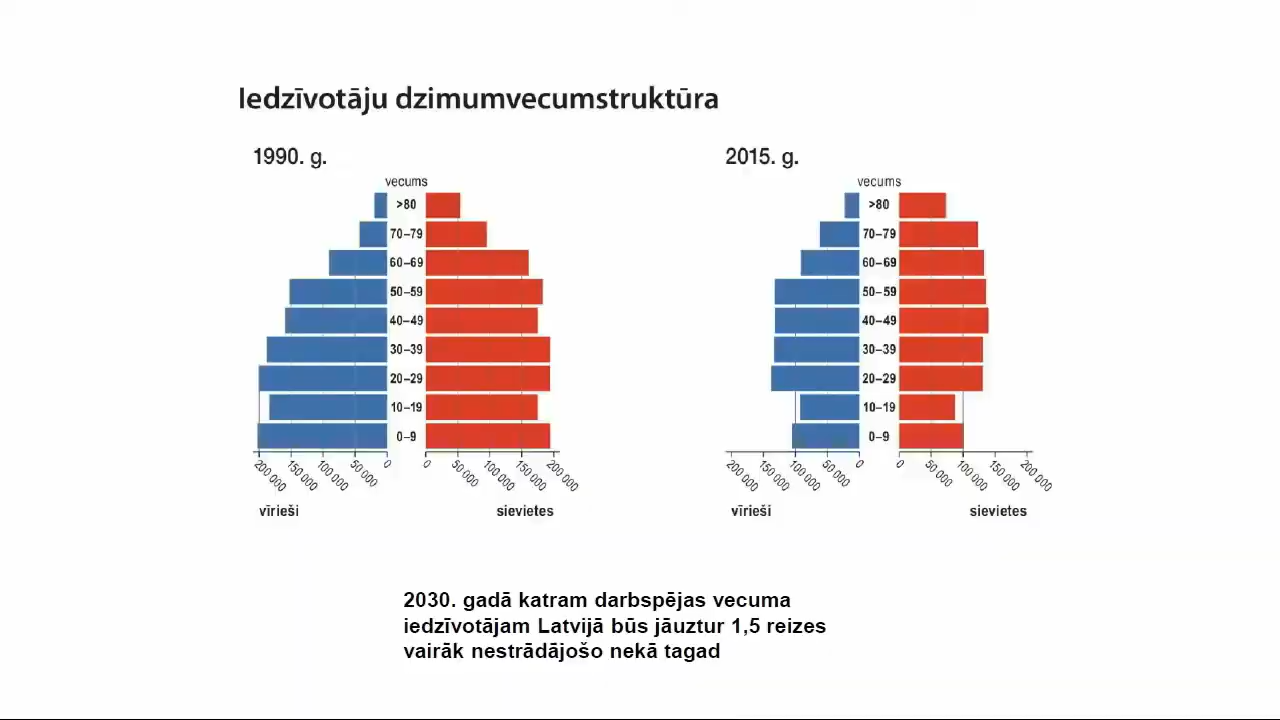 Iedzīvotāju dzimumvecumstruktūra
1990. g.
vecums
>80
70–79
60–69
50–59
40–49
30–39
20–29
10–19
0–9
200 000 150 000 100 000 50 000 0
0 50 000 100 000 150 000 200 000
vīrieši
sievietes
2015. g.
vecums
>80
70–79
60–69
50–59
40–49
30–39
20–29
10–19
0–9
200 000 150 000 100 000 50 000 0
0 50 000 100 000 150 000 200 000
vīrieši
sievietes
2030. gadā katram darbspējas vecuma
iedzīvotājam Latvijā būs jāuztur 1,5 reizes
vairāk nestrādājošo nekā tagad